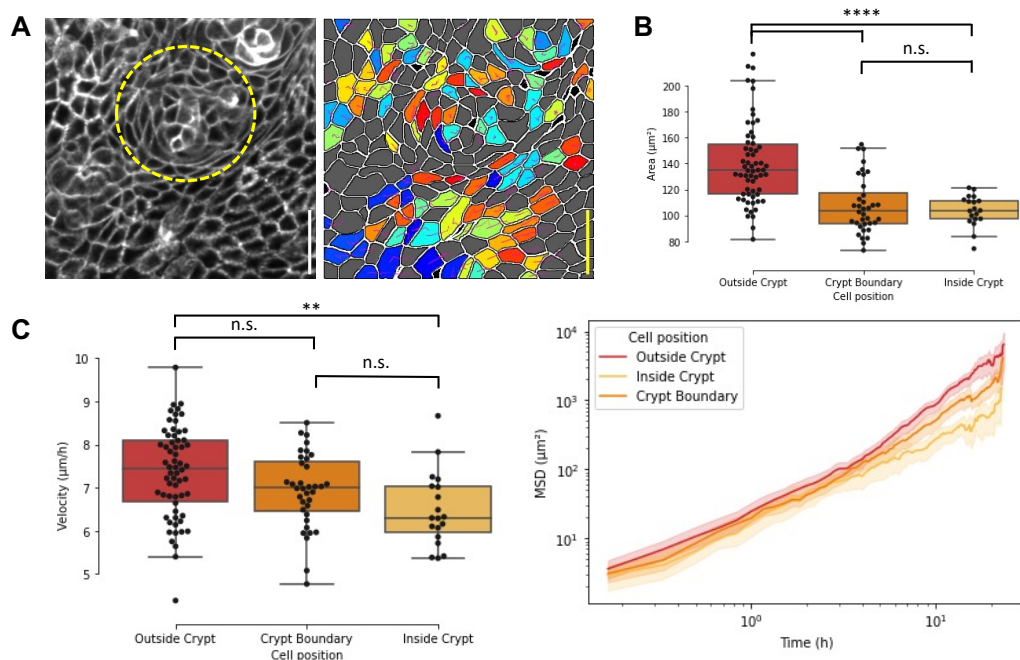 A
B
****
n.s.
200
180
160
140
120
100
80
Area (µm²)
Outside Crypt
Crypt Boundary
Inside Crypt
Cell position
C
**
n.s.
n.s.
10
9
8
7
6
5
Velocity (µm/h)
Outside Crypt
Crypt Boundary
Inside Crypt
Cell position
10⁴
10³
10²
10¹
MSD (µm²)
Cell position
Outside Crypt
Inside Crypt
Crypt Boundary
10⁰
10¹
Time (h)